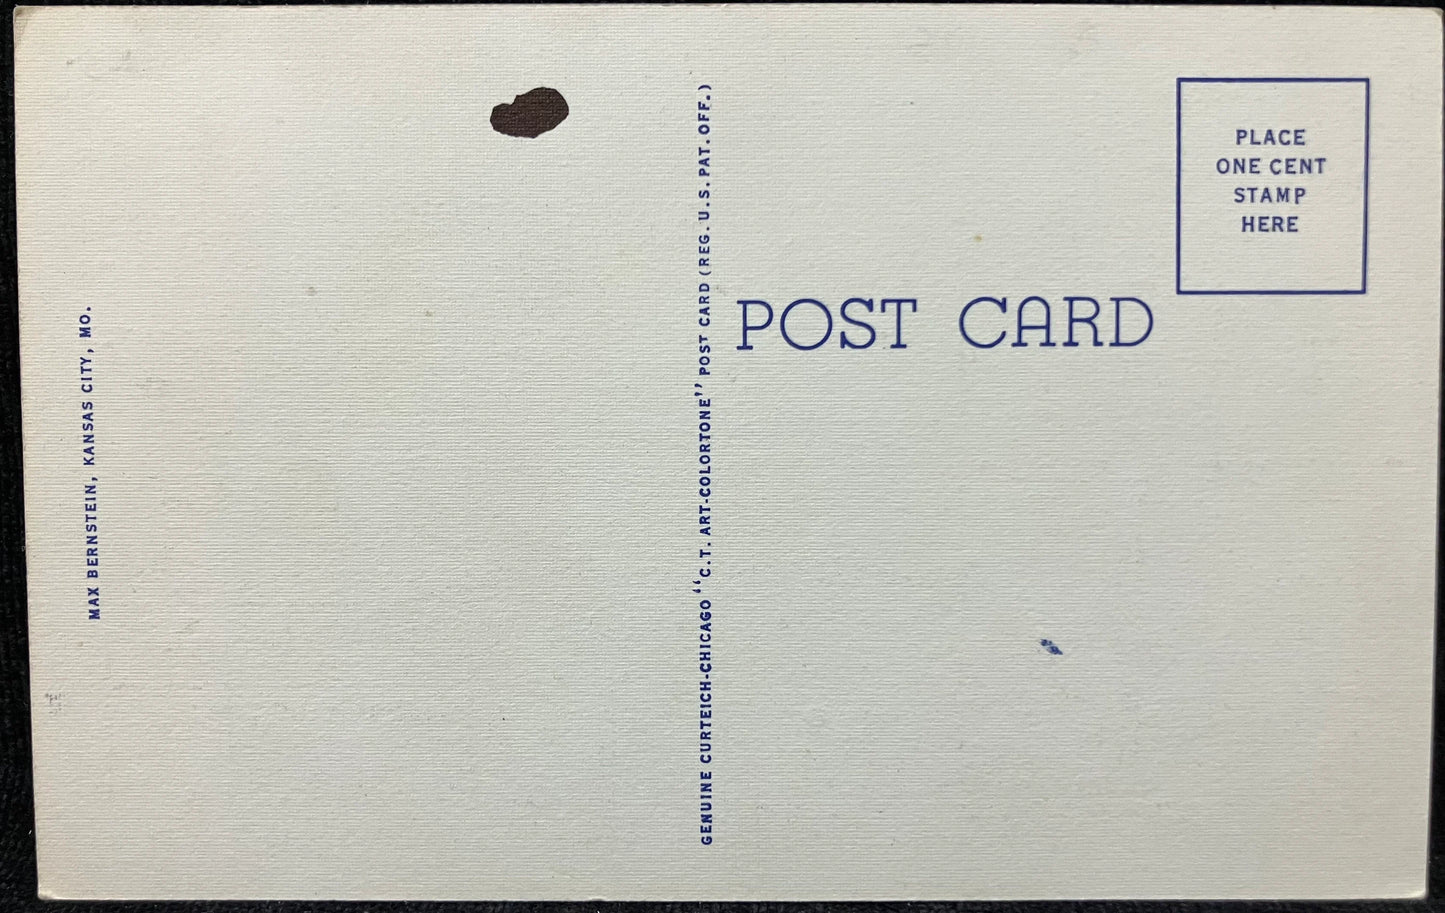 MAX BERNSTEIN, KANSAS CITY, MO.
GENUINE CURTEICH-CHICAGO "C.T. ART-COLORTONE" POST CARD (REG. U.S. PAT. OFF.)
POST CARD
PLACE
ONE CENT
STAMP
HERE